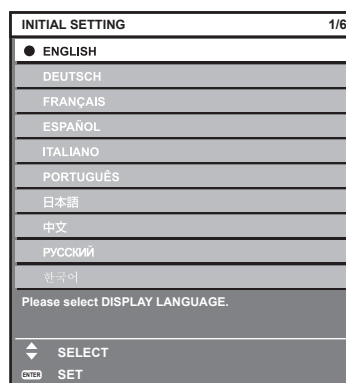 INITIAL SETTING 1/6
ENGLISH
DEUTSCH
FRANÇAIS
ESPAÑOL
ITALIANO
PORTUGUÊS
日本語
中文
РУССКИЙ
한국어
Please select DISPLAY LANGUAGE.
SELECT
ENTER SET